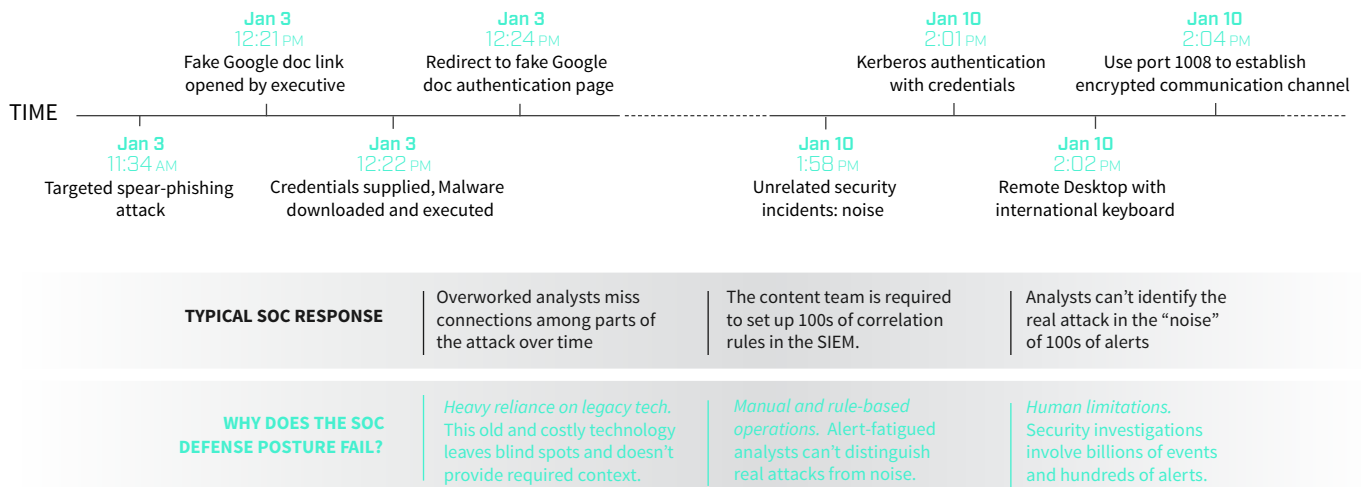 Jan 3
12:21 PM
Fake Google doc link
opened by executive
Jan 3
12:24 PM
Redirect to fake Google
doc authentication page
Jan 10
2:01 PM
Kerberos authentication
with credentials
Jan 10
2:04 PM
Use port 1008 to establish
encrypted communication channel
TIME
Jan 3
11:34 AM
Targeted spear-phishing
attack
Jan 3
12:22 PM
Credentials supplied, Malware
downloaded and executed
Jan 10
1:58 PM
Unrelated security
incidents: noise
Jan 10
2:02 PM
Remote Desktop with
international keyboard
TYPICAL SOC RESPONSE
Overworked analysts miss
connections among parts of
the attack over time
The content team is required
to set up 100s of correlation
rules in the SIEM.
Analysts can’t identify the
real attack in the “noise”
of 100s of alerts
WHY DOES THE SOC
DEFENSE POSTURE FAIL?
Heavy reliance on legacy tech.
This old and costly technology
leaves blind spots and doesn’t
provide required context.
Manual and rule-based
operations. Alert-fatigued
analysts can’t distinguish
real attacks from noise.
Human limitations.
Security investigations
involve billions of events
and hundreds of alerts.